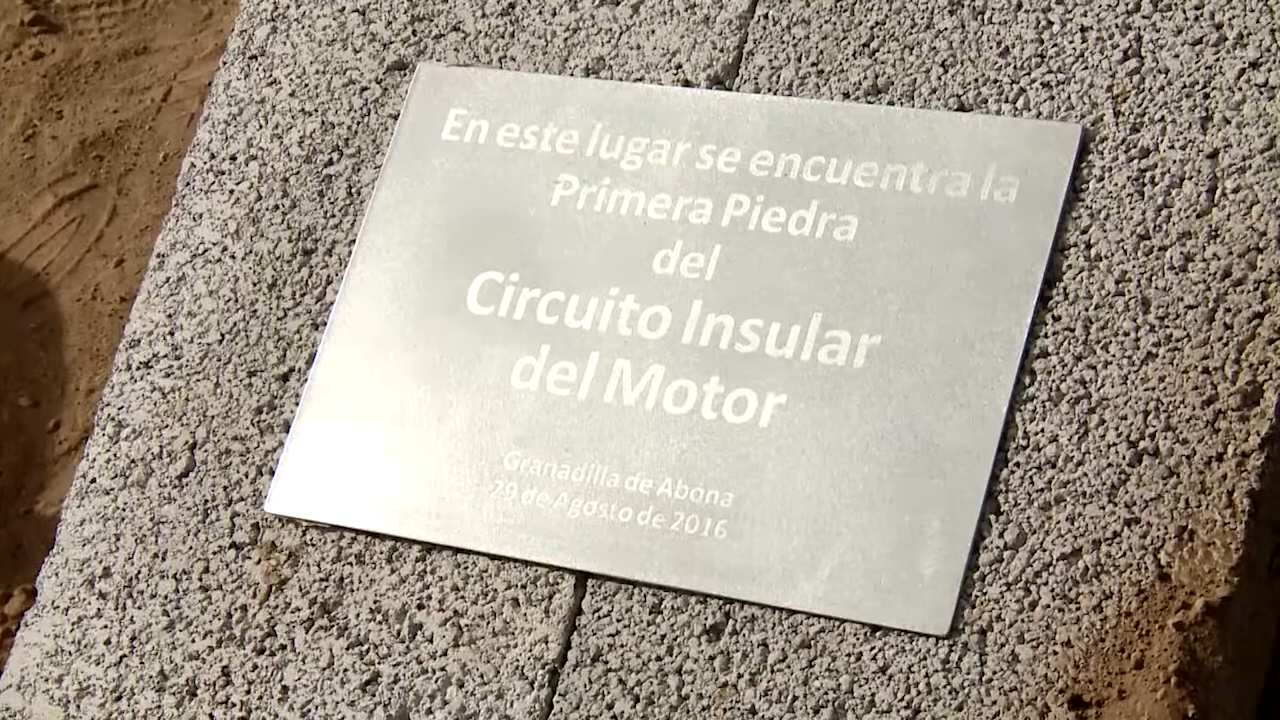 En este lugar se encuentra la
Primera Piedra
del
Circuito Insular
del Motor
Granadilla de Abona
29 de Agosto de 2016